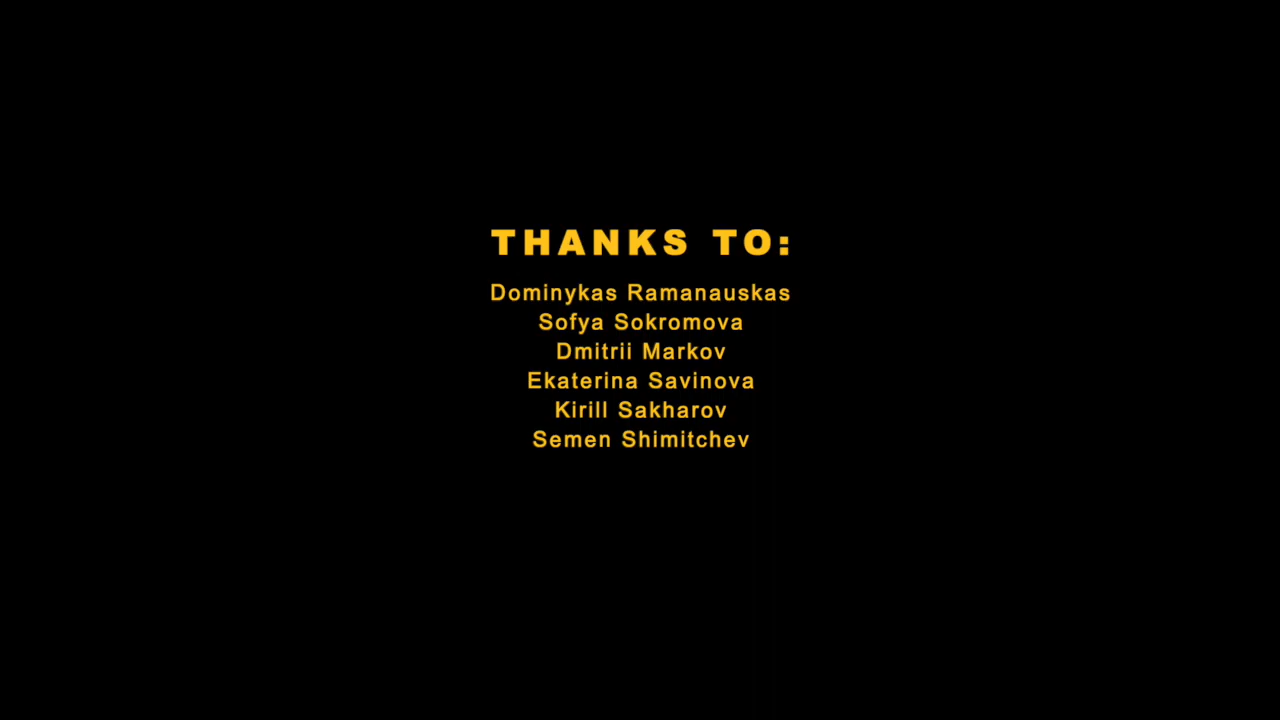 THANKS TO:
Dominykas Ramanauskas
Sofya Sokromova
Dmitrii Markov
Ekaterina Savinova
Kirill Sakharov
Semen Shimitchev